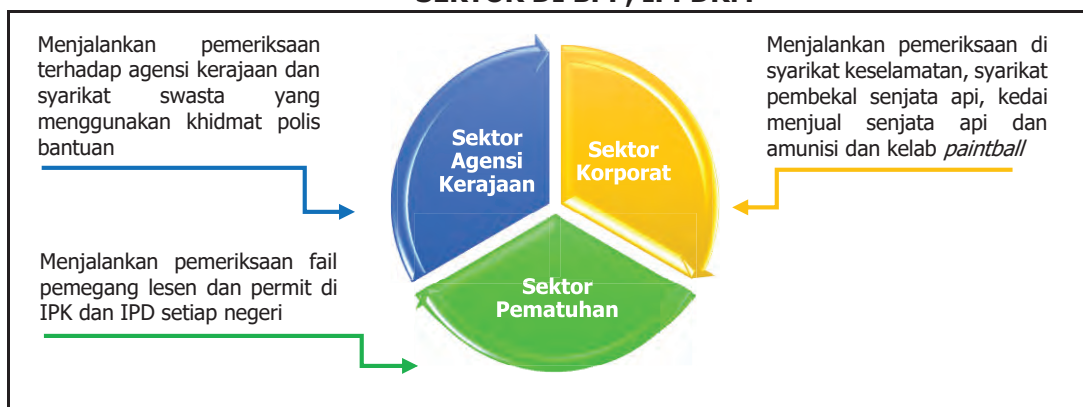 Menjalankan pemeriksaan
terhadap agensi kerajaan dan
syarikat swasta yang
menggunakan khidmat polis
bantuan
Sektor
Agensi
Kerajaan
Sektor
Korporat
Menjalankan pemeriksaan di
syarikat keselamatan, syarikat
pembekal senjata api, kedai
menjual senjata api dan
amunisi dan kelab paintball
Menjalankan pemeriksaan fail
pemegang lesen dan permit di
IPK dan IPD setiap negeri
Sektor
Pematuhan